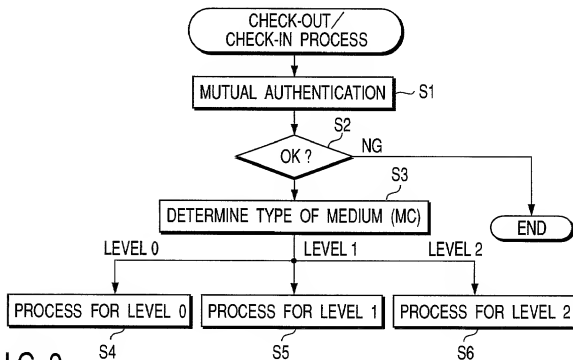 CHECK-OUT/
CHECK-IN PROCESS
MUTUAL AUTHENTICATION
S1
S2
OK ?
NG
S3
DETERMINE TYPE OF MEDIUM (MC)
END
LEVEL 0
LEVEL 1
LEVEL 2
PROCESS FOR LEVEL 0
PROCESS FOR LEVEL 1
PROCESS FOR LEVEL 2
S4
S5
S6